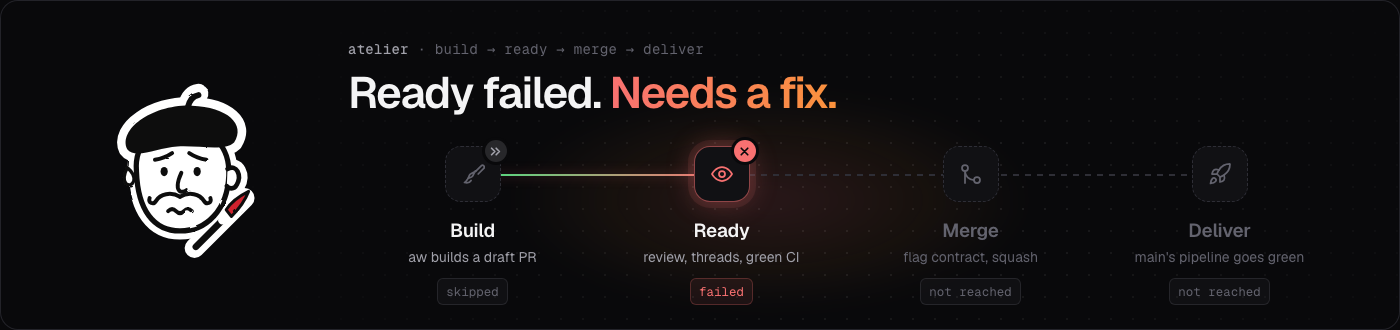 atelier · build → ready → merge → deliver
Ready failed. Needs a fix.
Build
aw builds a draft PR
skipped
Ready
review, threads, green CI
failed
Merge
flag contract, squash
not reached
Deliver
main's pipeline goes green
not reached